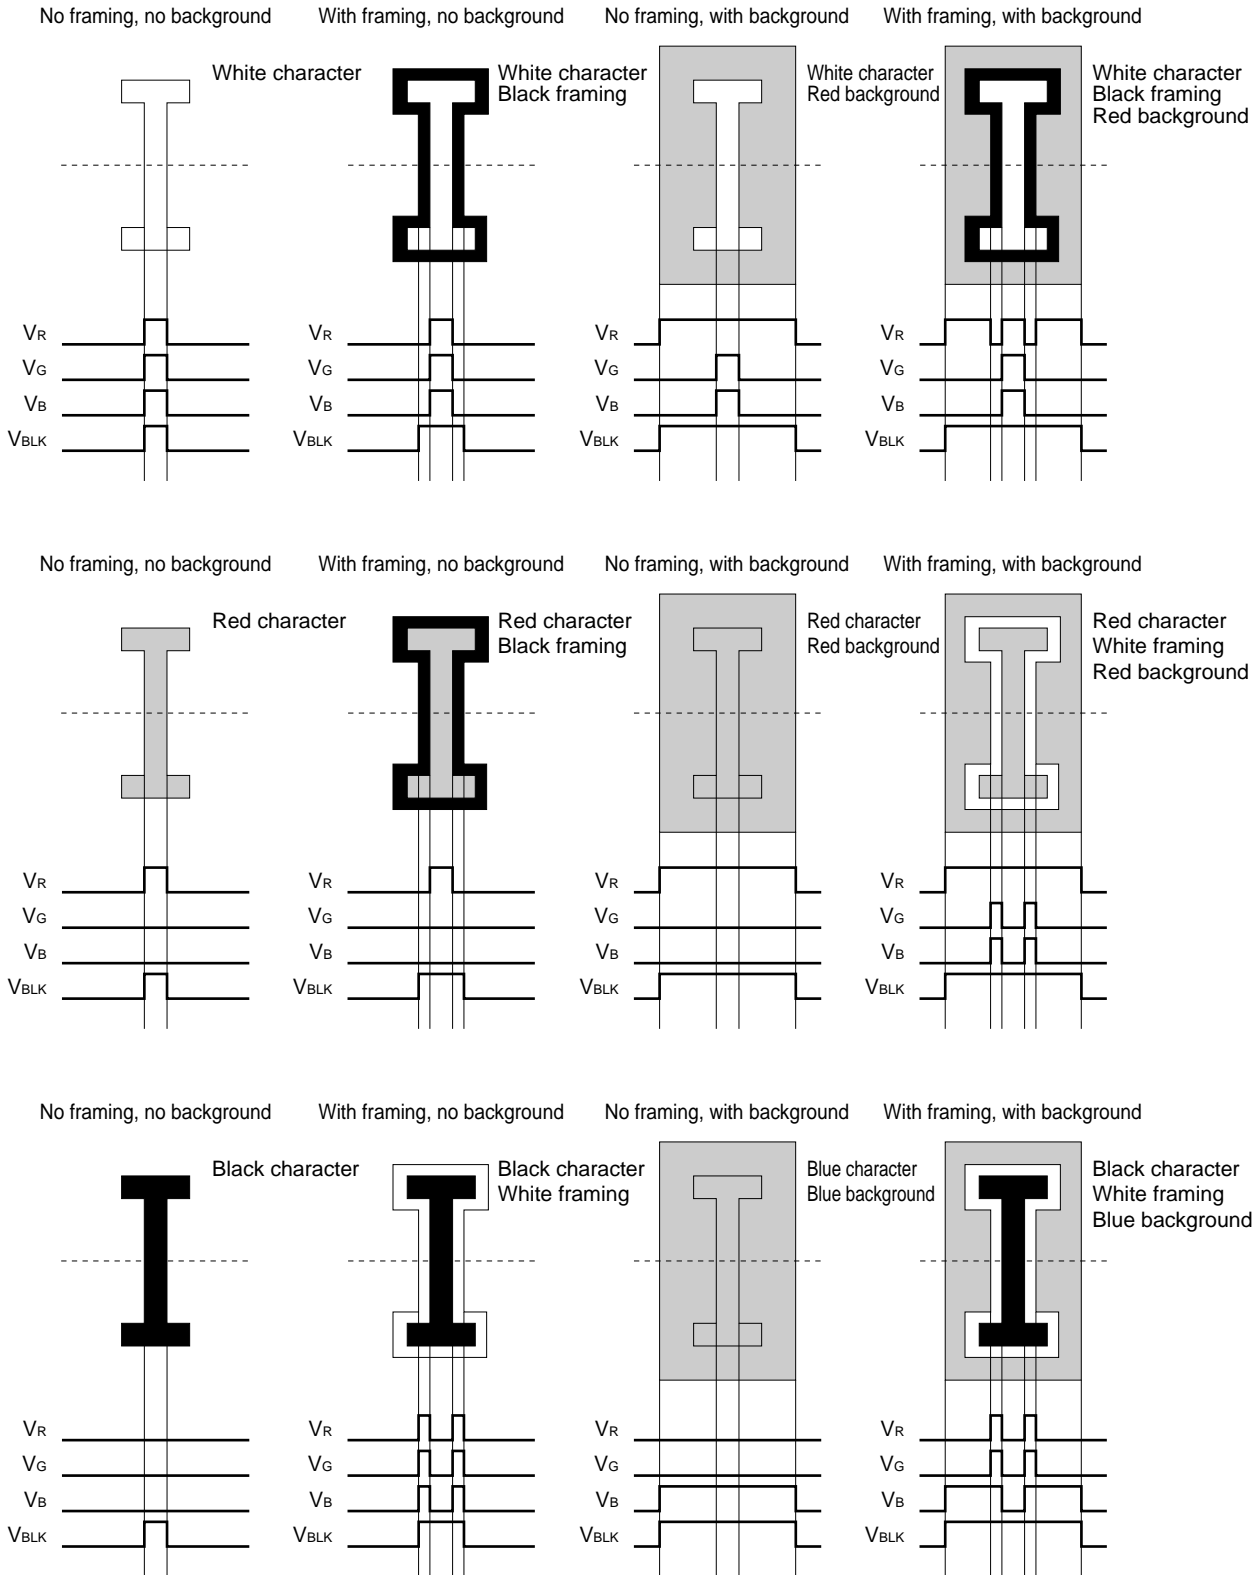 No framing, no background
With framing, no background
No framing, with background
With framing, with background
White character
White character
Black framing
White character
Red background
White character
Black framing
Red background
VR
VG
VB
VBLK
VR
VG
VB
VBLK
VR
VG
VB
VBLK
VR
VG
VB
VBLK
No framing, no background
With framing, no background
No framing, with background
With framing, with background
Red character
Red character
Black framing
Red character
Red background
Red character
White framing
Red background
VR
VG
VB
VBLK
VR
VG
VB
VBLK
VR
VG
VB
VBLK
VR
VG
VB
VBLK
No framing, no background
With framing, no background
No framing, with background
With framing, with background
Black character
Black character
White framing
Blue character
Blue background
Black character
White framing
Blue background
VR
VG
VB
VBLK
VR
VG
VB
VBLK
VR
VG
VB
VBLK
VR
VG
VB
VBLK